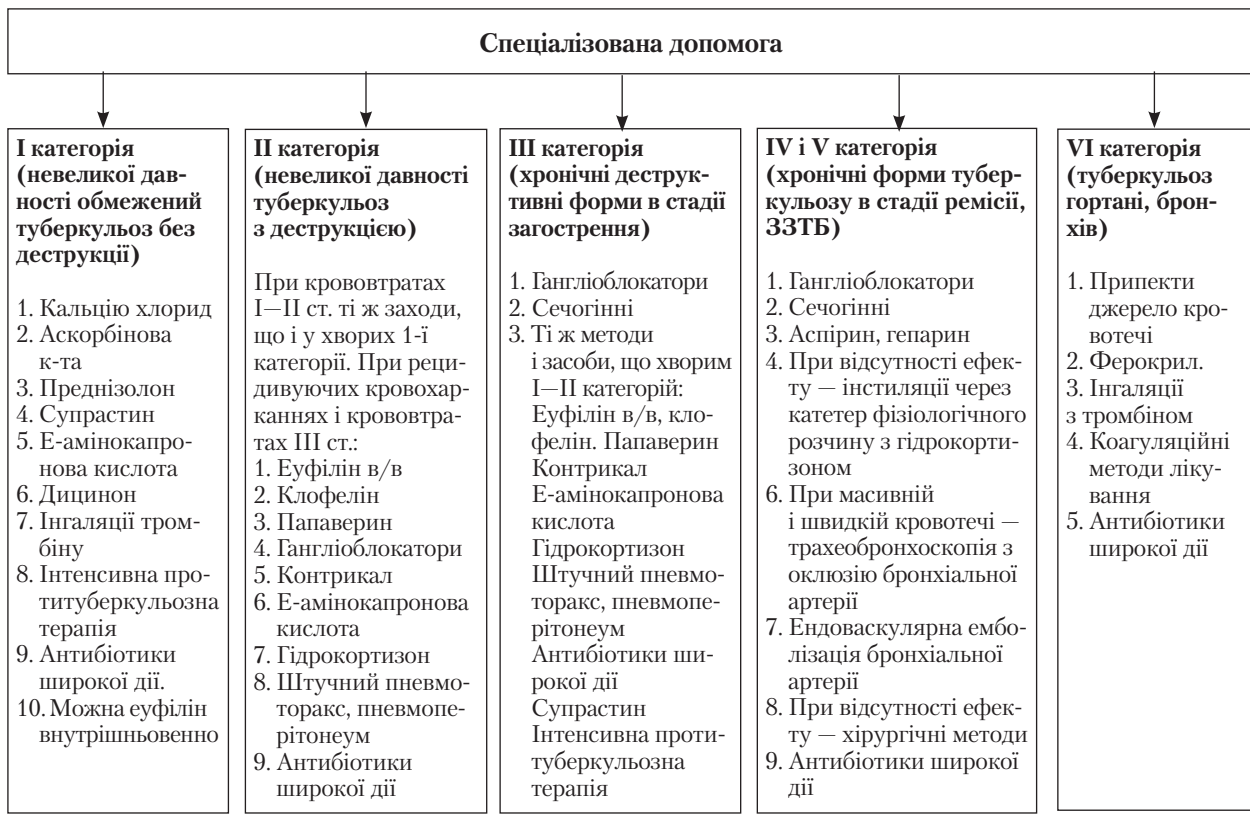 Спеціалізована допомога
I категорія
(невеликої дав-
ності обмежений
туберкульоз без
деструкції)
1. Кальцію хлорид
2. Аскорбінова
к-та
3. Преднізолон
4. Супрастин
5. Е-амінокапро-
нова кислота
6. Дицинон
7. Інгаляції тром-
біну
8. Інтенсивна про-
титуберкульозна
терапія
9. Антибіотики
широкої дії.
10. Можна еуфілін
внутрішньовенно
II категорія
(невеликої давності
туберкульоз
з деструкцією)
При крововтратах
I—II ст. ті ж заходи,
що і у хворих 1-ї
категорії. При реци-
дивуючих кровохар-
каннях і крововтра-
тах III ст.:
1. Еуфілін в/в
2. Клофелін
3. Папаверин
4. Гангліоблокатори
5. Контрикал
6. Е-амінокапронова
кислота
7. Гідрокортизон
8. Штучний пневмо-
торакс, пневмопе-
рітонеум
9. Антибіотики
широкої дії
III категорія
(хронічні деструк-
тивні форми в стадії
загострення)
1. Гангліоблокатори
2. Сечогінні
3. Ті ж методи
і засоби, що хворим
I—II категорій:
Еуфілін в/в, кло-
фелін. Папаверин
Контрикал
Е-амінокапронова
кислота
Гідрокортизон
Штучний пневмо-
торакс, пневмопе-
рітонеум
Антибіотики ши-
рокої дії
Супрастин
Інтенсивна проти-
туберкульозна
терапія
IV і V категорія
(хронічні форми тубер-
кульозу в стадії ремісії,
ЗЗТБ)
1. Гангліоблокатори
2. Сечогінні
3. Аспірин, гепарин
4. При відсутності ефек-
ту — інстиляції через
катетер фізіологічного
розчину з гідрокорти-
зоном
6. При масивній
і швидкій кровотечі —
трахеобронхоскопія з
оклюзію бронхіальної
артерії
7. Ендоваскулярна ембо-
лізація бронхіальної
артерії
8. При відсутності ефек-
ту — хірургічні методи
9. Антибіотики широкої
дії
VI категорія
(туберкульоз
гортані, брон-
хів)
1. Припекти
джерело кро-
вотечі
2. Ферокрил.
3. Інгаляції
з тромбіном
4. Коагуляційні
методи ліку-
вання
5. Антибіотики
широкої дії